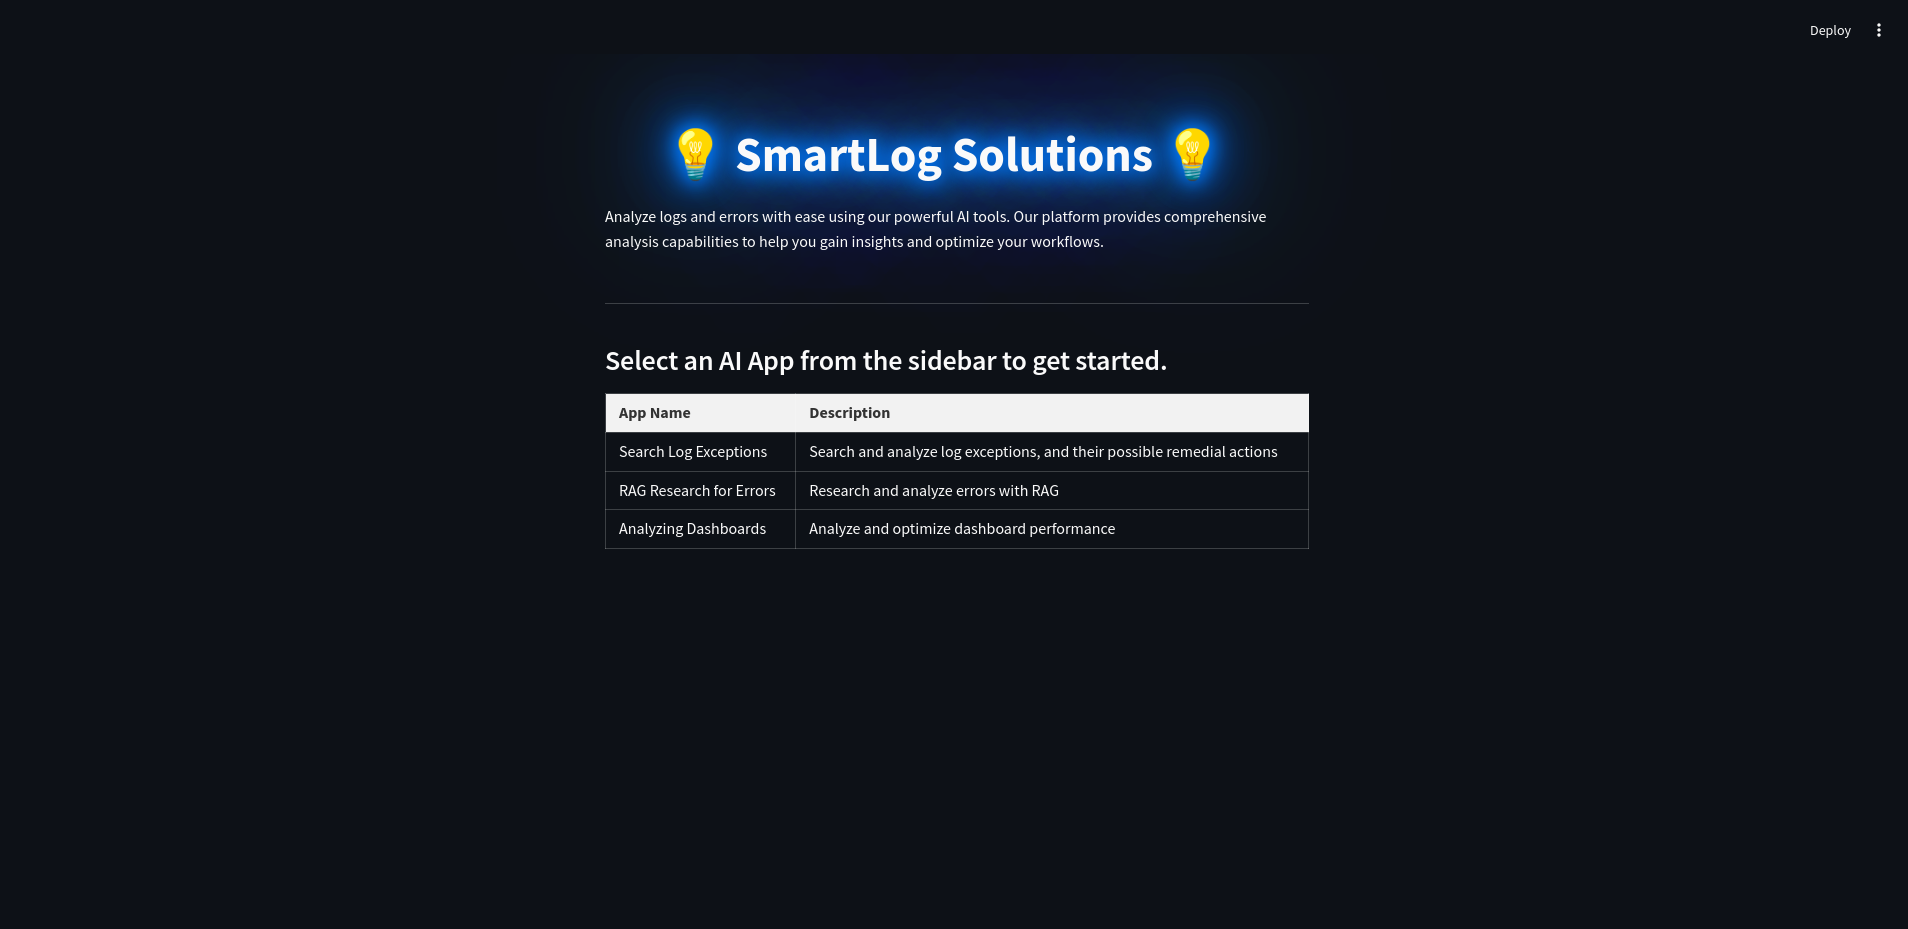 Deploy
SmartLog Solutions
Analyze logs and errors with ease using our powerful AI tools. Our platform provides comprehensive
analysis capabilities to help you gain insights and optimize your workflows.
Select an AI App from the sidebar to get started.
App Name Description
Search Log Exceptions Search and analyze log exceptions, and their possible remedial actions
RAG Research for Errors Research and analyze errors with RAG
Analyzing Dashboards Analyze and optimize dashboard performance